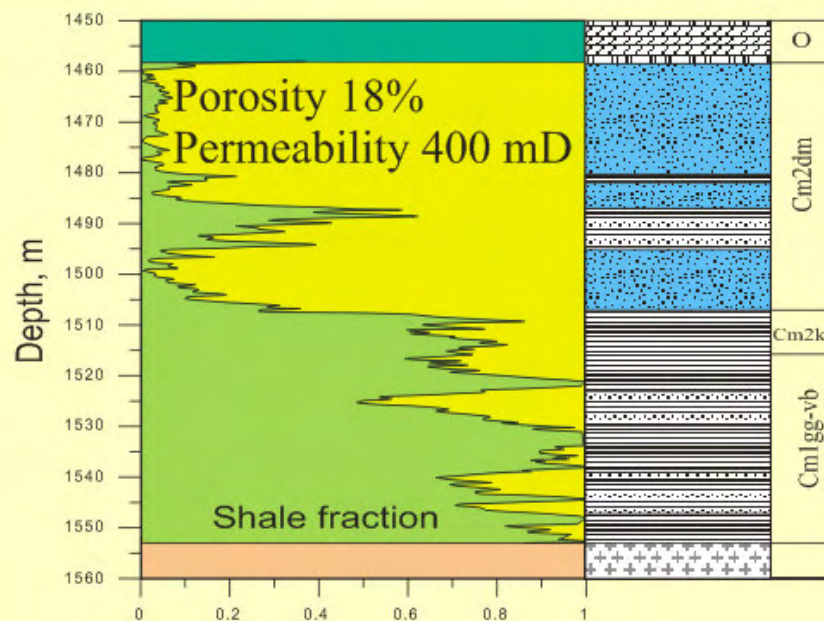 1450
1460
1470
1480
1490
1500
1510
1520
1530
1540
1550
1560
Depth, m
Porosity 18%
Permeability 400 mD
Shale fraction
0
0.2
0.4
0.6
0.8
1
O
Cm2dm
Cm2k
Cm1gg-vb